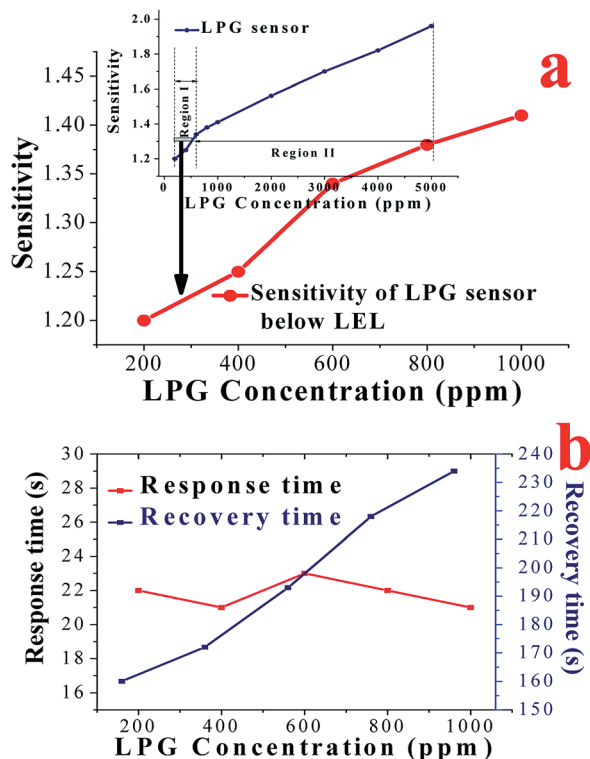 a
LPG sensor
Sensitivity
2.0
1.8
1.6
1.4
1.2
Region I
Region II
0
1000
2000
3000
4000
5000
LPG Concentration (ppm)
Sensitivity
1.45
1.40
1.35
1.30
1.25
1.20
Sensitivity of LPG sensor
below LEL
200
400
600
800
1000
LPG Concentration (ppm)
b
Response time (s)
30
28
26
24
22
20
18
16
Response time
Recovery time
240
230
220
210
200
190
180
170
160
150
Recovery time (s)
200
400
600
800
1000
LPG Concentration (ppm)